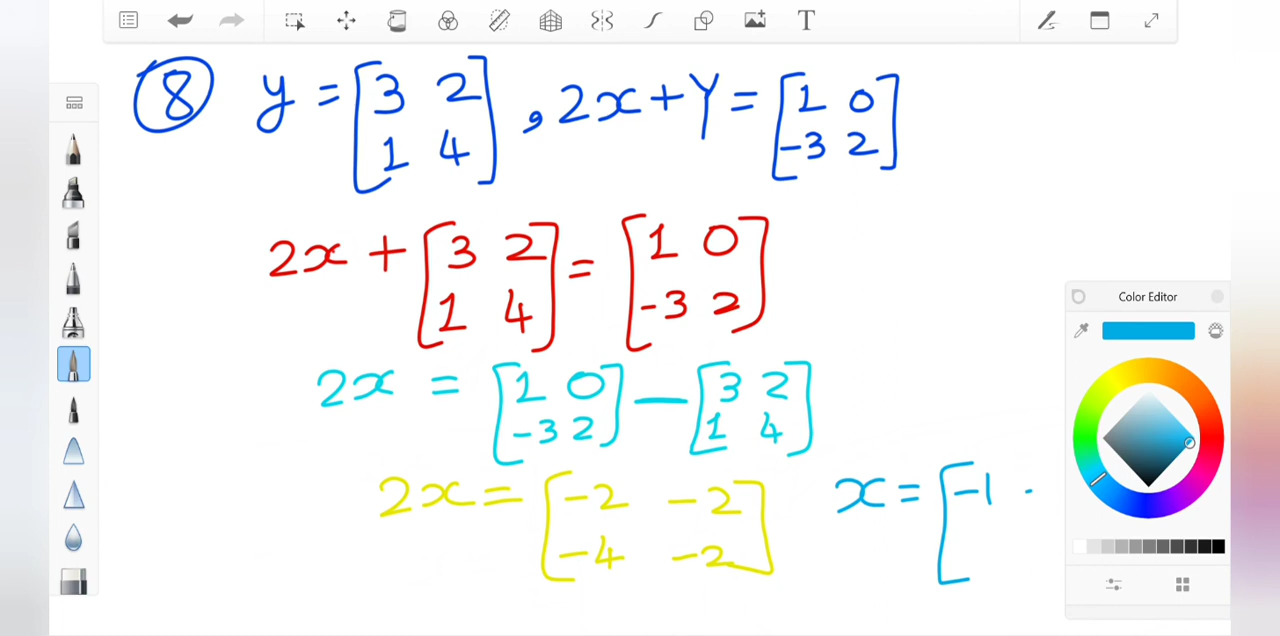 T
8 y = [3 2 , 2x + Y = [1 0]
1 4] -3 2]
2x + [3 2] = [1 0]
1 4 -3 2
2x = [1 0] — [3 2]
-3 2 1 4
2x = [-2 -2] x = [-1
-4 -2
Color Editor